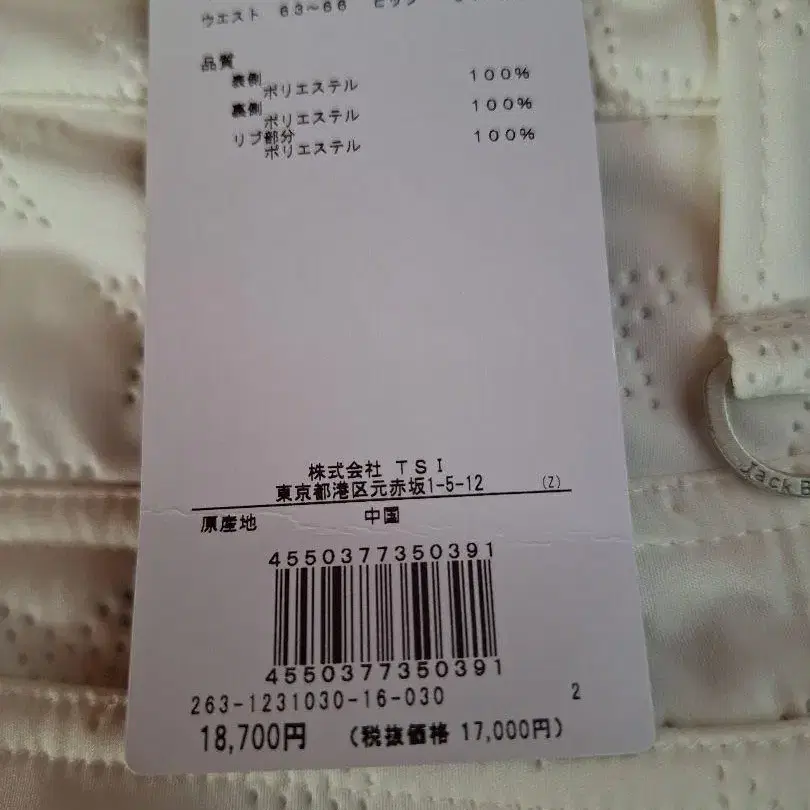 ウエスト 63~66 ヒップ
品質
表側
ポリエステル 100%
裏側
ポリエステル 100%
リブ部分
ポリエステル 100%
株式会社 TSI
東京都港区元赤坂1-5-12 (Z)
原産地 中国
4550377350391
4550377350391
263-1231030-16-030 2
18,700円 (税抜価格 17,000円)
Jack B